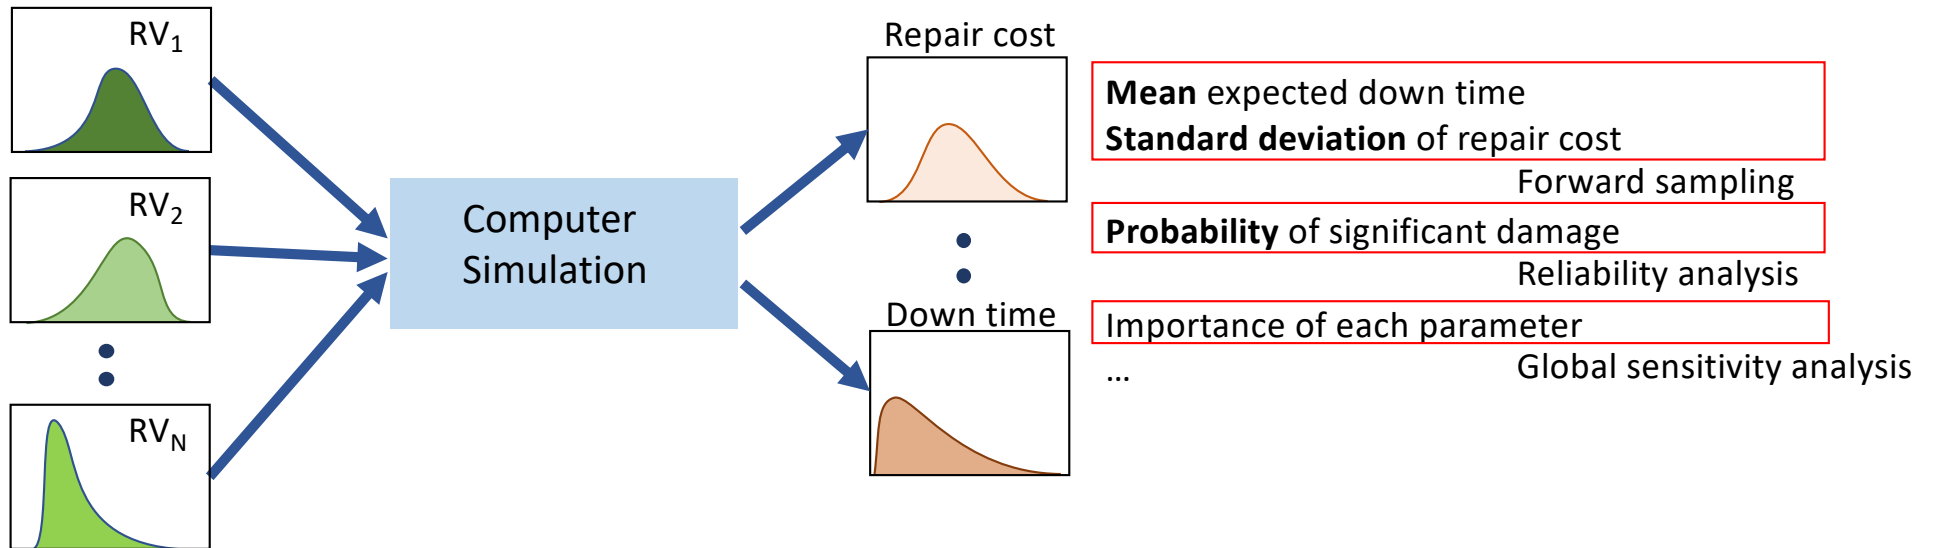 RV1
RV2
RVN
Computer
Simulation
Repair cost
Down time
Mean expected down time
Standard deviation of repair cost
Forward sampling
Probability of significant damage
Reliability analysis
Importance of each parameter
...
Global sensitivity analysis